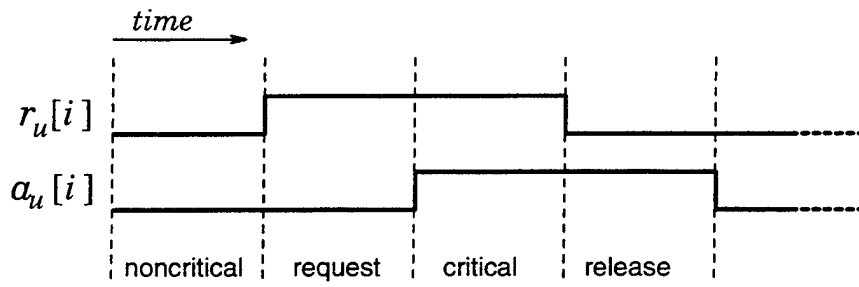 time
r_u[i]
a_u[i]
noncritical request critical release